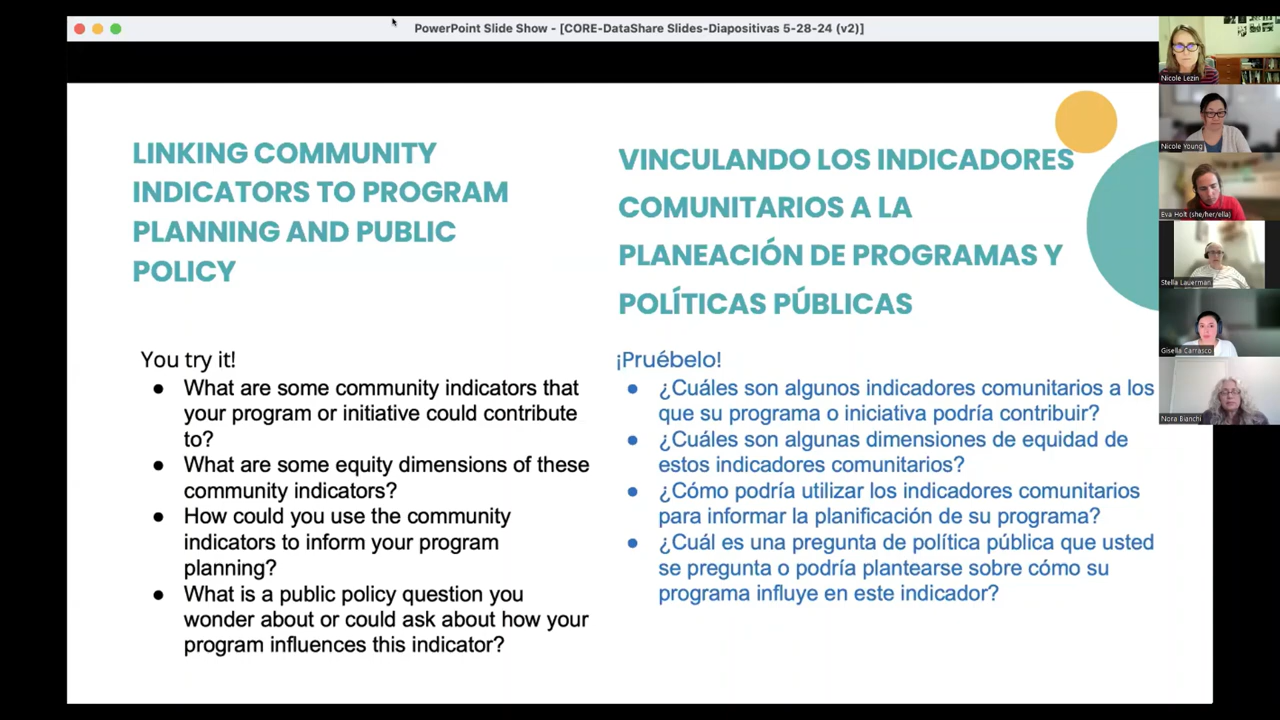 PowerPoint Slide Show - [CORE-DataShare Slides-Diapositivas 5-28-24 (v2)]
LINKING COMMUNITY
INDICATORS TO PROGRAM
PLANNING AND PUBLIC
POLICY
You try it!
● What are some community indicators that
your program or initiative could contribute
to?
● What are some equity dimensions of these
community indicators?
● How could you use the community
indicators to inform your program
planning?
● What is a public policy question you
wonder about or could ask about how your
program influences this indicator?
VINCULANDO LOS INDICADORES
COMUNITARIOS A LA
PLANEACIÓN DE PROGRAMAS Y
POLÍTICAS PÚBLICAS
¡Pruébelo!
● ¿Cuáles son algunos indicadores comunitarios a los
que su programa o iniciativa podría contribuir?
● ¿Cuáles son algunas dimensiones de equidad de
estos indicadores comunitarios?
● ¿Cómo podría utilizar los indicadores comunitarios
para informar la planificación de su programa?
● ¿Cuál es una pregunta de política pública que usted
se pregunta o podría plantearse sobre cómo su
programa influye en este indicador?
Nicole Lezin
Nicole Young
Eva Holt (she/her/ella)
Stella Lauerman
Gisella Carrasco
Nora Bianchi